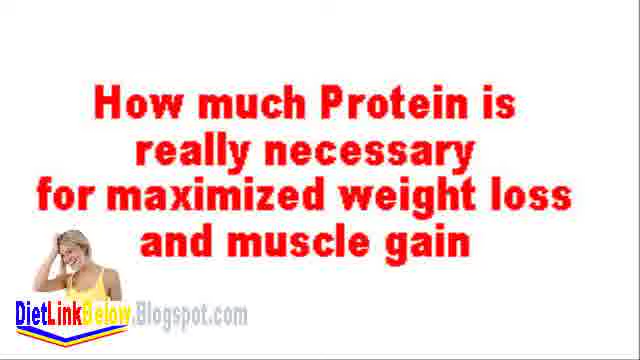 How much Protein is
really necessary
for maximized weight loss
and muscle gain
DietLinkBelow.Blogspot.com